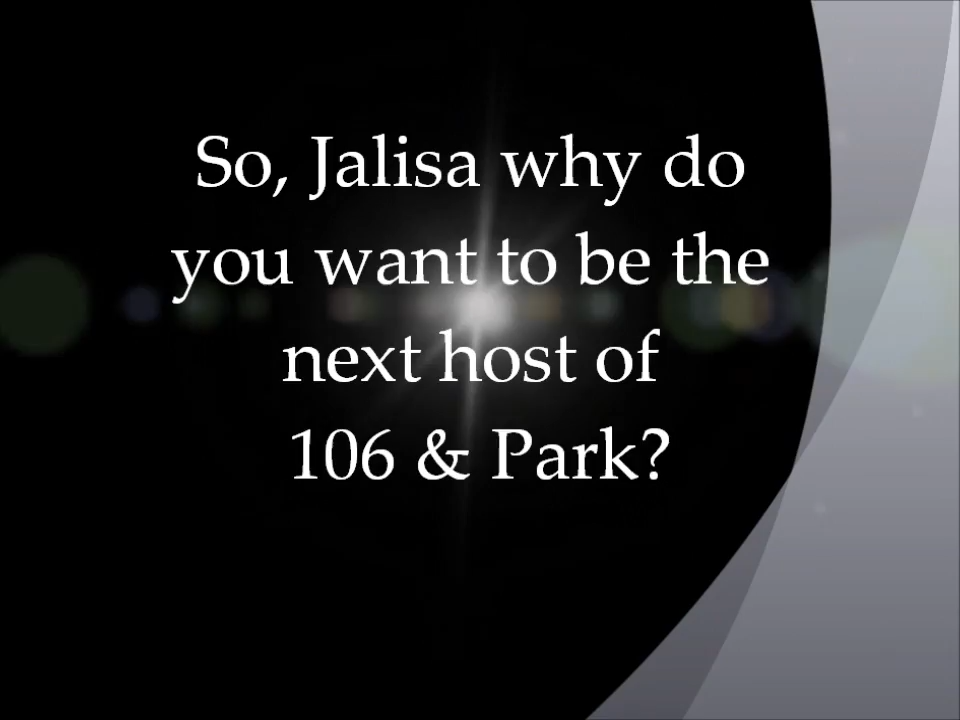 So, Jalisa why do
you want to be the
next host of
106 & Park?